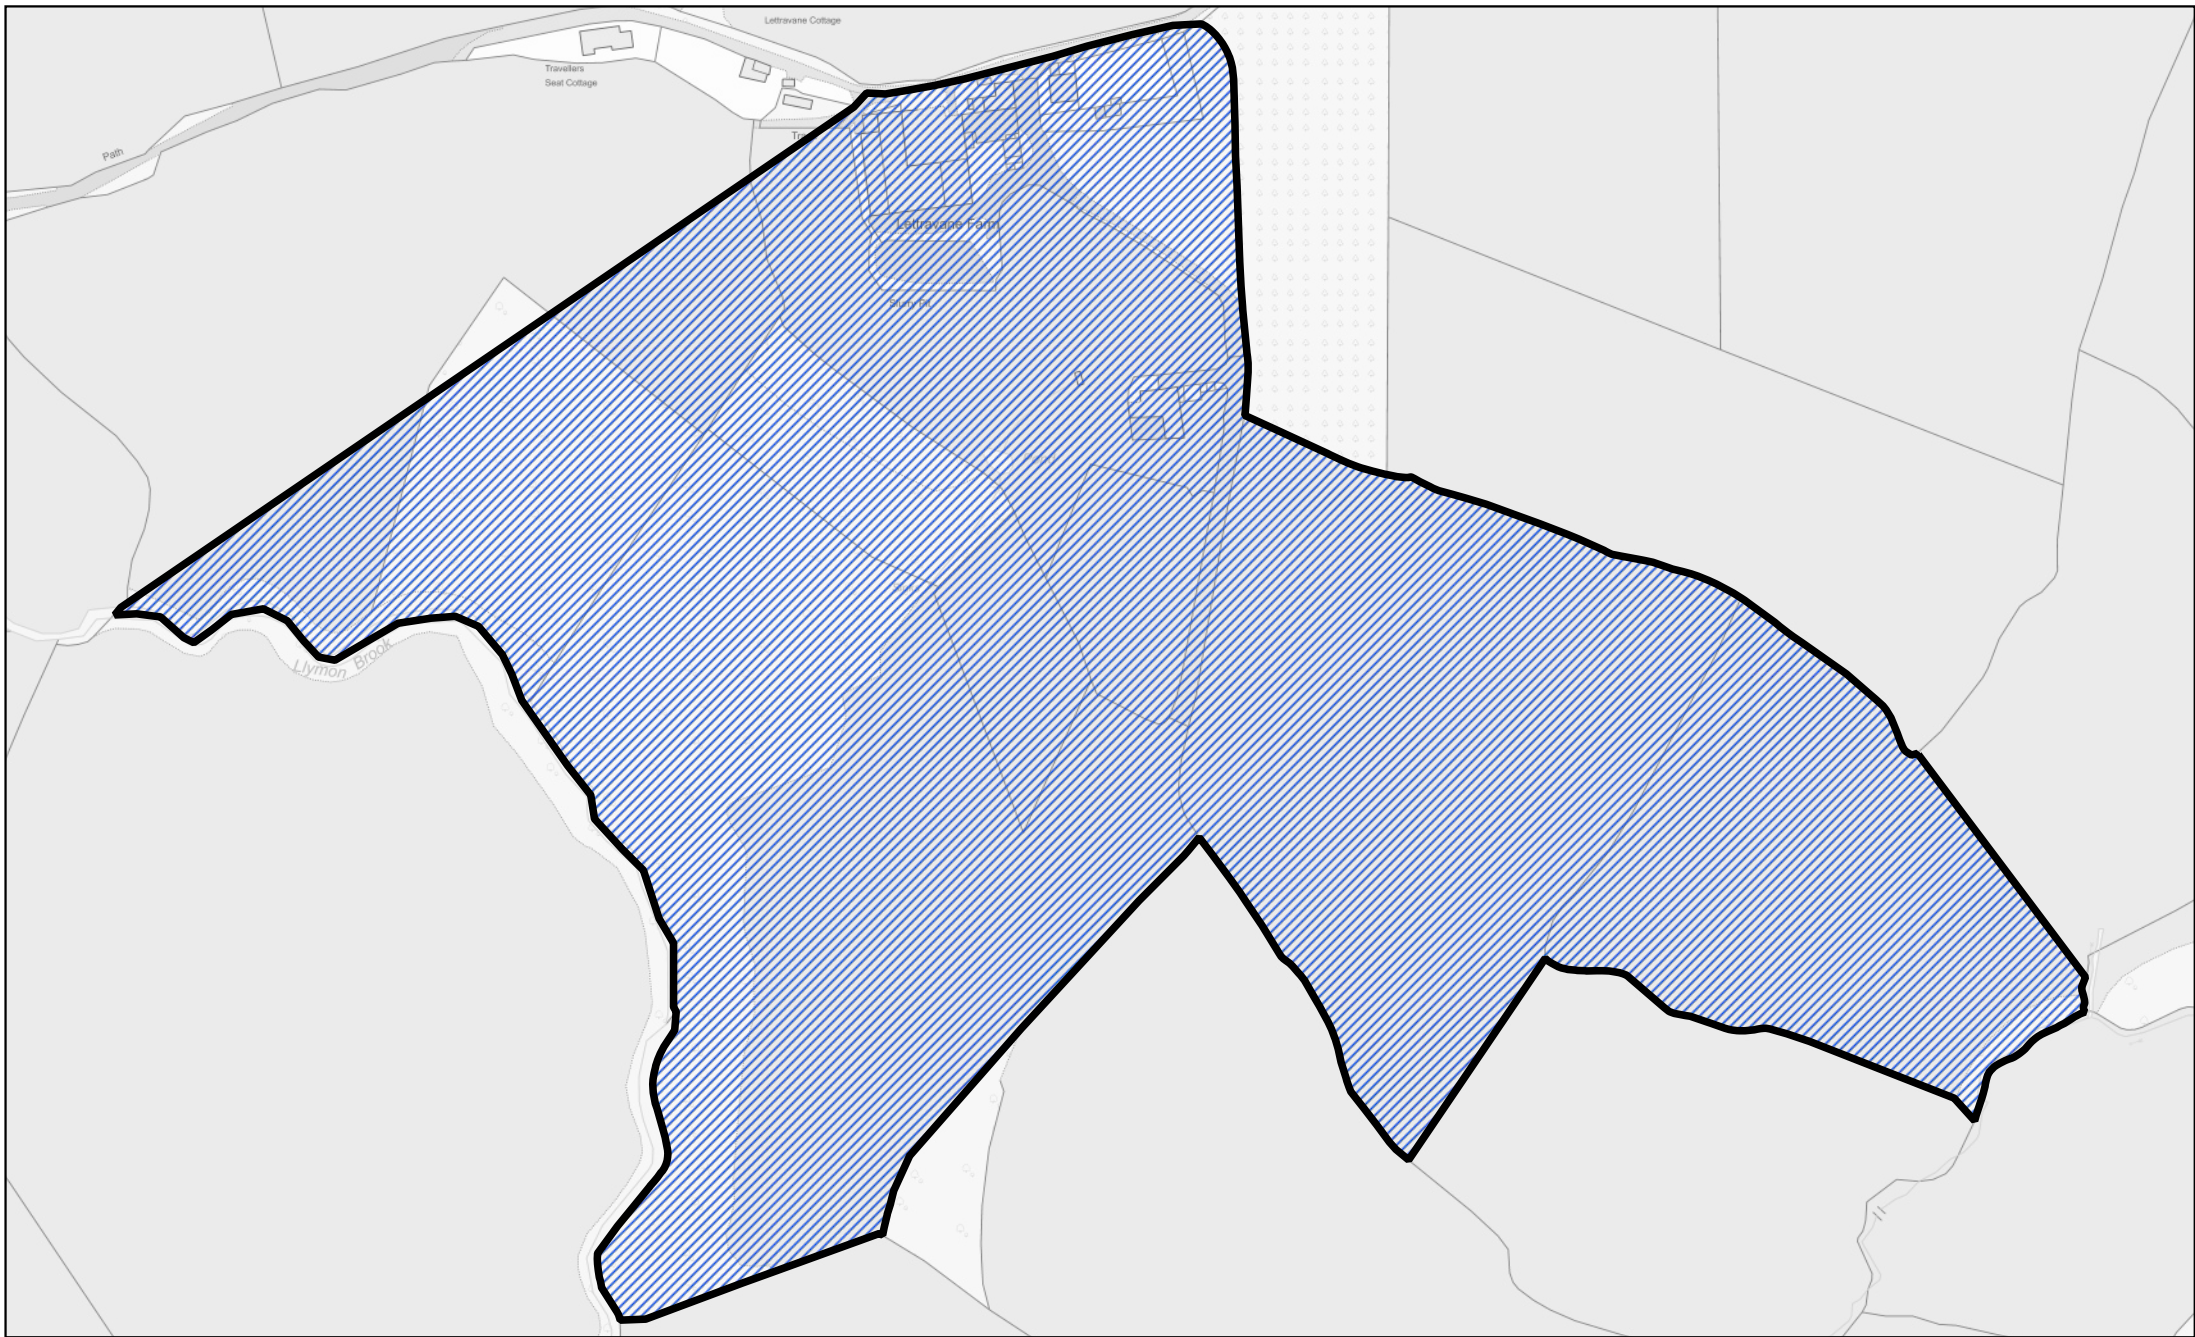 Lettravane Cottage
Travellers
Seat Cottage
Path
Lettravane Farm
Slurry Pit
Llymon Brook